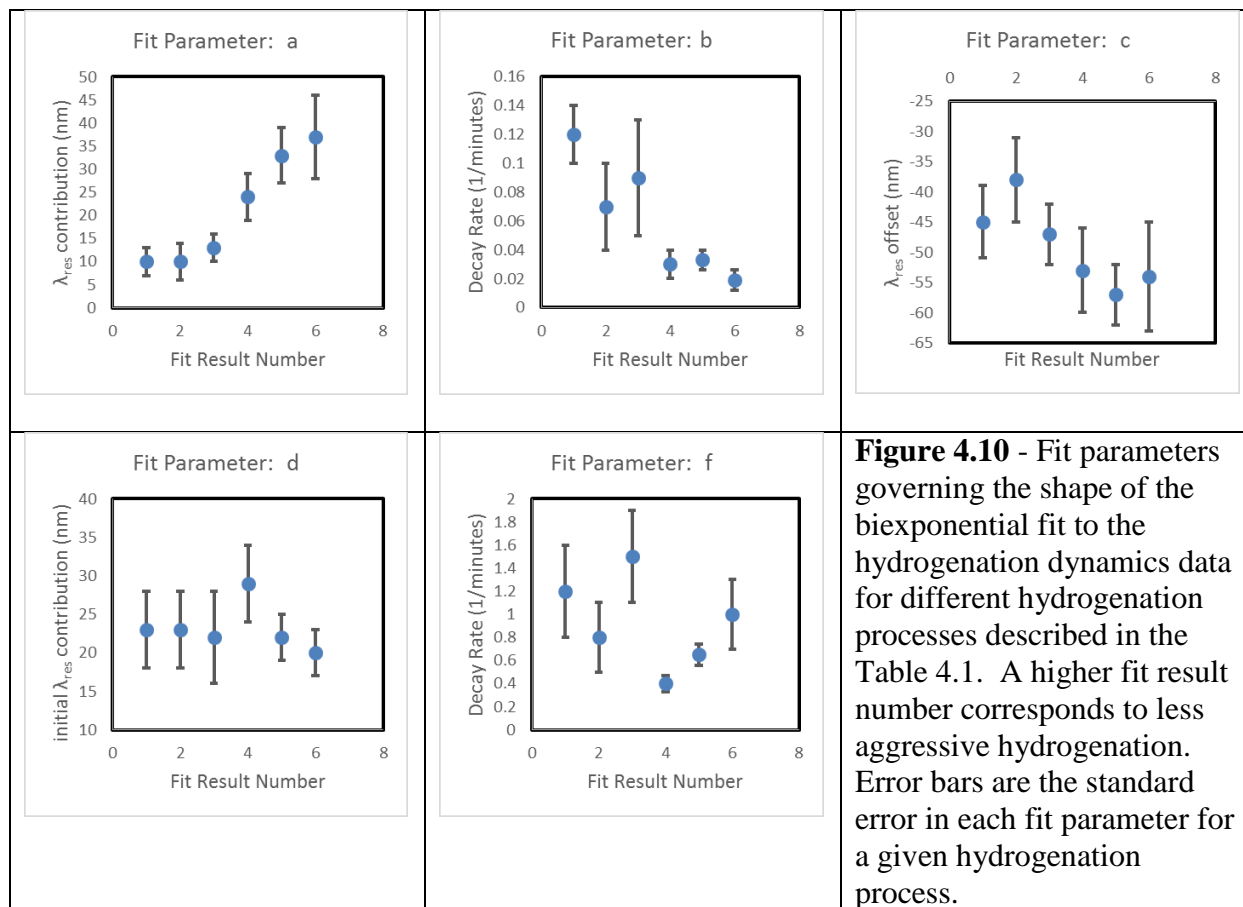 Fit Parameter: a
λres contribution (nm)
50
45
40
35
30
25
20
15
10
5
0
0 2 4 6 8
Fit Result Number
Fit Parameter: b
Decay Rate (1/minutes)
0.16
0.14
0.12
0.1
0.08
0.06
0.04
0.02
0
0 2 4 6 8
Fit Result Number
Fit Parameter: c
0 2 4 6 8
λres offset (nm)
-25
-30
-35
-40
-45
-50
-55
-60
-65
Fit Result Number
Fit Parameter: d
initial λres contribution (nm)
40
35
30
25
20
15
10
0 2 4 6 8
Fit Result Number
Fit Parameter: f
Decay Rate (1/minutes)
2
1.8
1.6
1.4
1.2
1
0.8
0.6
0.4
0.2
0
0 2 4 6 8
Fit Result Number
Figure 4.10 - Fit parameters
governing the shape of the
biexponential fit to the
hydrogenation dynamics data
for different hydrogenation
processes described in the
Table 4.1. A higher fit result
number corresponds to less
aggressive hydrogenation.
Error bars are the standard
error in each fit parameter for
a given hydrogenation
process.